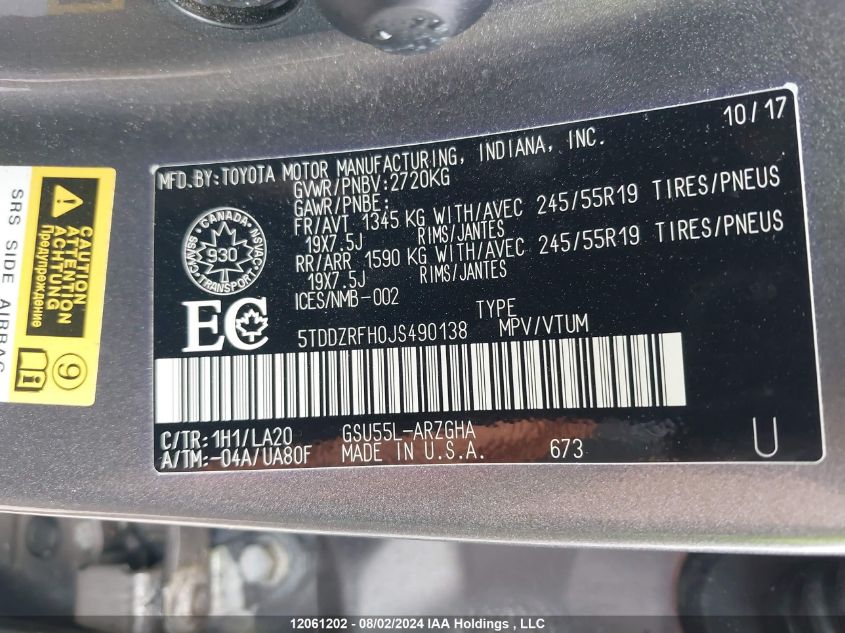 10/17
MFD.BY:TOYOTA MOTOR MANUFACTURING, INDIANA, INC.
GVWR/PNBV:2720KG
GAWR/PNBE:
FR/AVT 1345 KG WITH/AVEC 245/55R19 TIRES/PNEUS
19X7.5J RIMS/JANTES
RR/ARR 1590 KG WITH/AVEC 245/55R19 TIRES/PNEUS
19X7.5J RIMS/JANTES
ICES/NMB-002
CANADA
CMVSS NSVAC
930
TRANSPORT
EC
TYPE
5TDDZRFH0JS490138 MPV/VTUM
C/TR: 1H1/LA20 GSU55L-ARZGHA
A/TM: -04A/UA80F MADE IN U.S.A. 673
U
SRS SIDE AIRBAG
CAUTION
ATTENTION
ACHTUNG
Предупреждение
9
12061202 - 08/02/2024 IAA Holdings , LLC